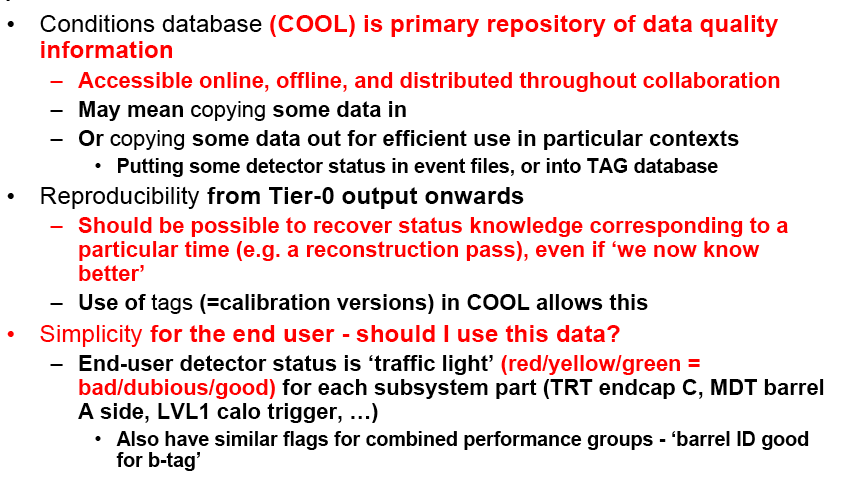 • Conditions database (COOL) is primary repository of data quality
information
– Accessible online, offline, and distributed throughout collaboration
– May mean copying some data in
– Or copying some data out for efficient use in particular contexts
• Putting some detector status in event files, or into TAG database
• Reproducibility from Tier-0 output onwards
– Should be possible to recover status knowledge corresponding to a
particular time (e.g. a reconstruction pass), even if ‘we now know
better’
– Use of tags (=calibration versions) in COOL allows this
• Simplicity for the end user - should I use this data?
– End-user detector status is ‘traffic light’ (red/yellow/green =
bad/dubious/good) for each subsystem part (TRT endcap C, MDT barrel
A side, LVL1 calo trigger, …)
• Also have similar flags for combined performance groups - ‘barrel ID good
for b-tag’